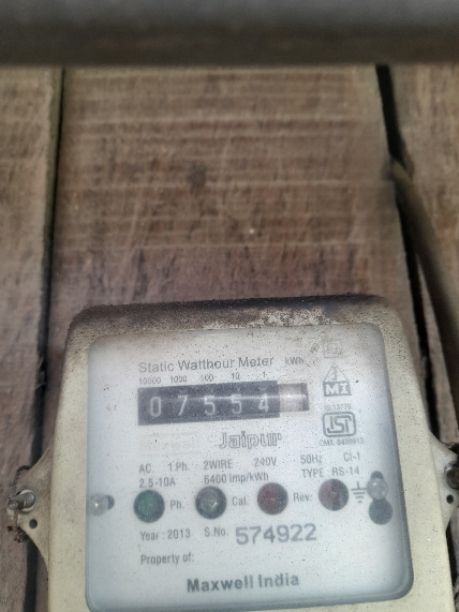 Static Watthour Meter kWh
10000 1000 100 10 1
07554
MI
ISI
Jaipur
AC. 1 Ph. 2WIRE 240V 50Hz Cl-1
2.5-10A 6400 imp/kWh TYPE RS-14
Ph. Cal. Rev.
Year : 2013 S.No. 574922
Property of:
Maxwell India